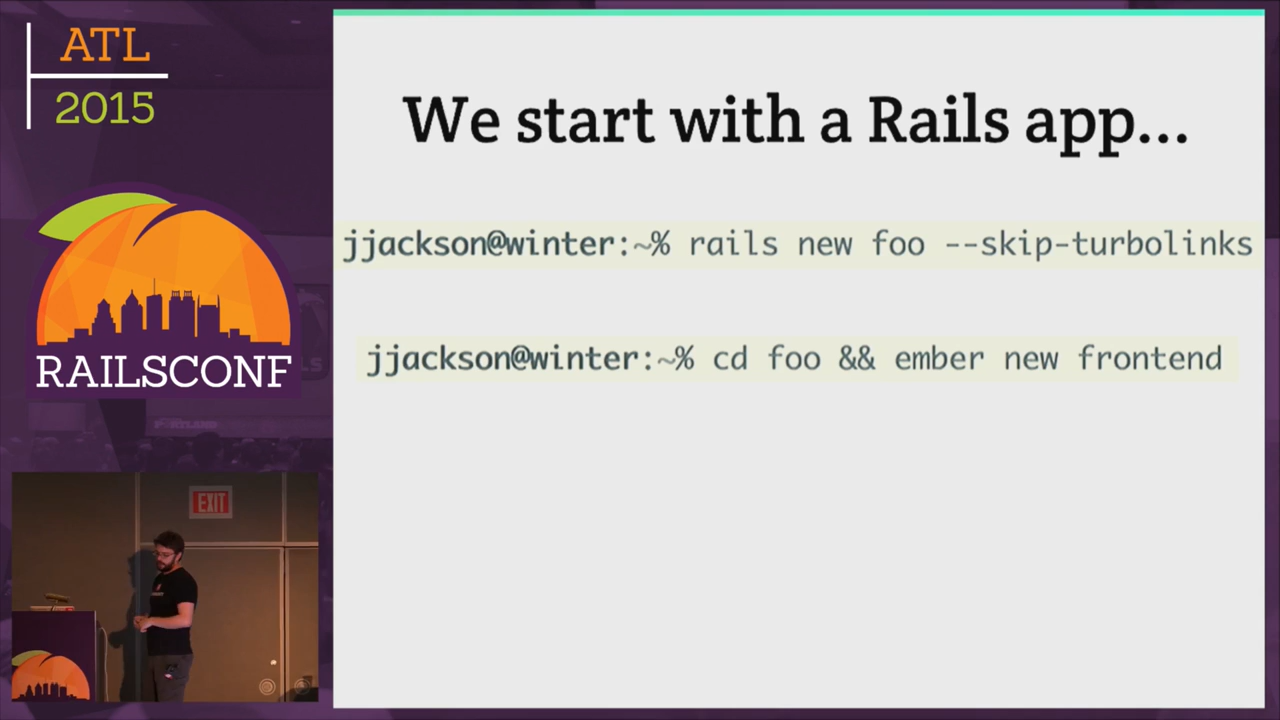 ATL
2015
RAILSCONF
EXIT
We start with a Rails app...
jjackson@winter:~% rails new foo --skip-turbolinks
jjackson@winter:~% cd foo && ember new frontend